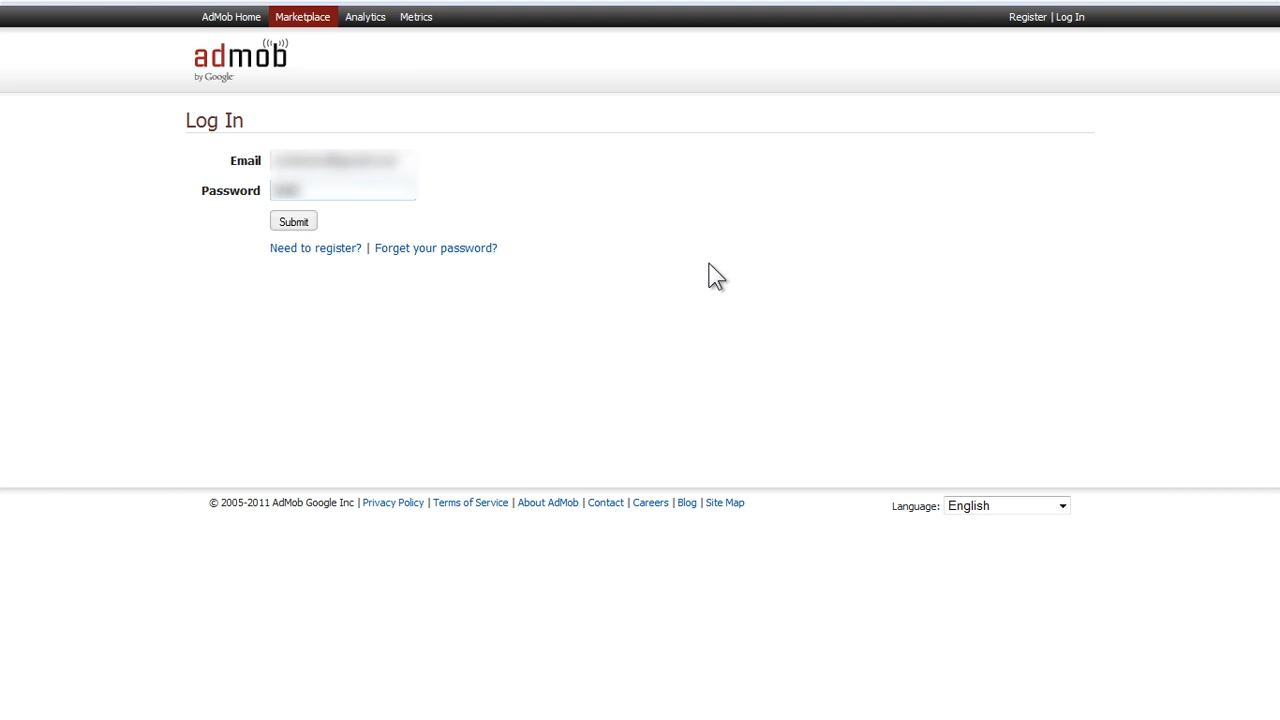 AdMob Home Marketplace Analytics Metrics Register | Log In
admob
by Google
Log In
Email
Password
Submit
Need to register? | Forget your password?
© 2005-2011 AdMob Google Inc | Privacy Policy | Terms of Service | About AdMob | Contact | Careers | Blog | Site Map Language: English